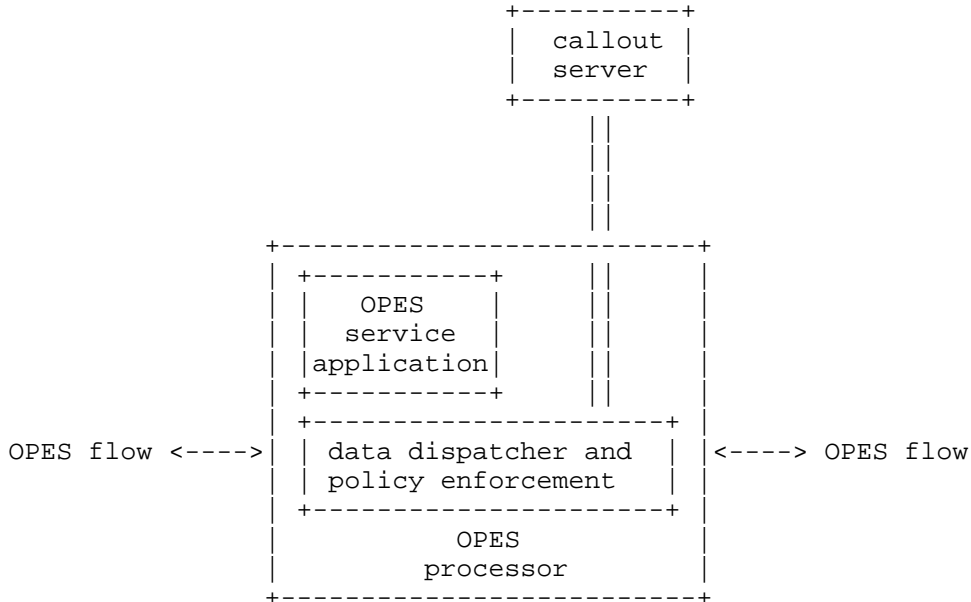 callout
server
OPES
service
application
OPES flow <----> data dispatcher and <----> OPES flow
policy enforcement
OPES
processor